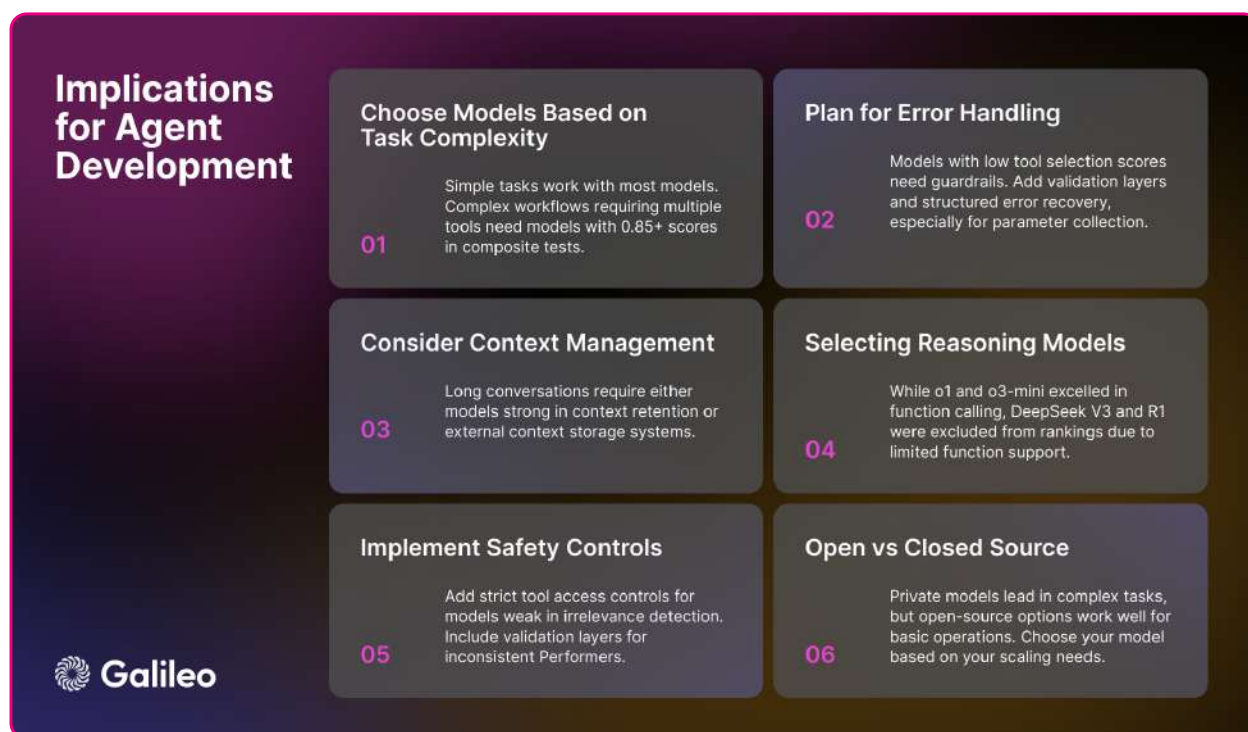 Implications
for Agent
Development
Choose Models Based on
Task Complexity
Simple tasks work with most models.
Complex workflows requiring multiple
tools need models with 0.85+ scores
in composite tests.
01
Plan for Error Handling
Models with low tool selection scores
need guardrails. Add validation layers
and structured error recovery,
especially for parameter collection.
02
Consider Context Management
Long conversations require either
models strong in context retention or
external context storage systems.
03
Selecting Reasoning Models
While o1 and o3-mini excelled in
function calling, DeepSeek V3 and R1
were excluded from rankings due to
limited function support.
04
Implement Safety Controls
Add strict tool access controls for
models weak in irrelevance detection.
Include validation layers for
inconsistent Performers.
05
Open vs Closed Source
Private models lead in complex tasks,
but open-source options work well for
basic operations. Choose your model
based on your scaling needs.
06
Galileo